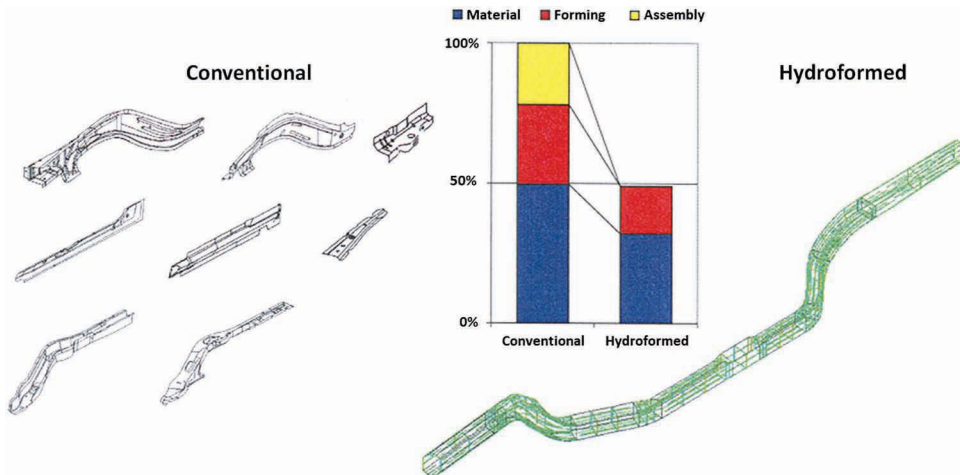 Material Forming Assembly
100%
Conventional
Hydroformed
50%
0%
Conventional Hydroformed